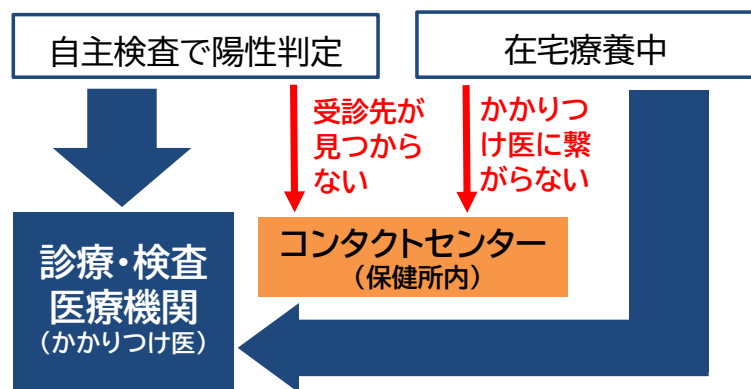 自主検査で陽性判定
在宅療養中
受診先が
見つから
ない
かかりつ
け医に繋
がらない
診療・検査
医療機関
(かかりつけ医)
コンタクトセンター
(保健所内)